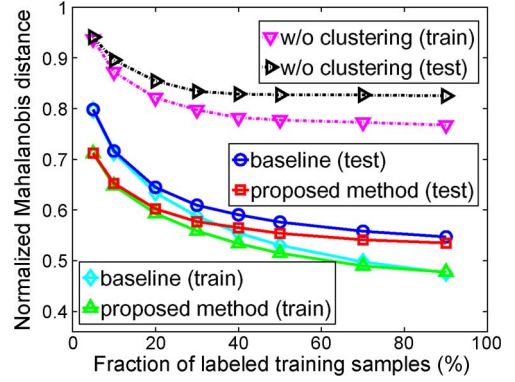 1
0.9
0.8
0.7
0.6
0.5
0.4
Normalized Mahalanobis distance
w/o clustering (train)
w/o clustering (test)
baseline (test)
proposed method (test)
baseline (train)
proposed method (train)
0 20 40 60 80 100
Fraction of labeled training samples (%)